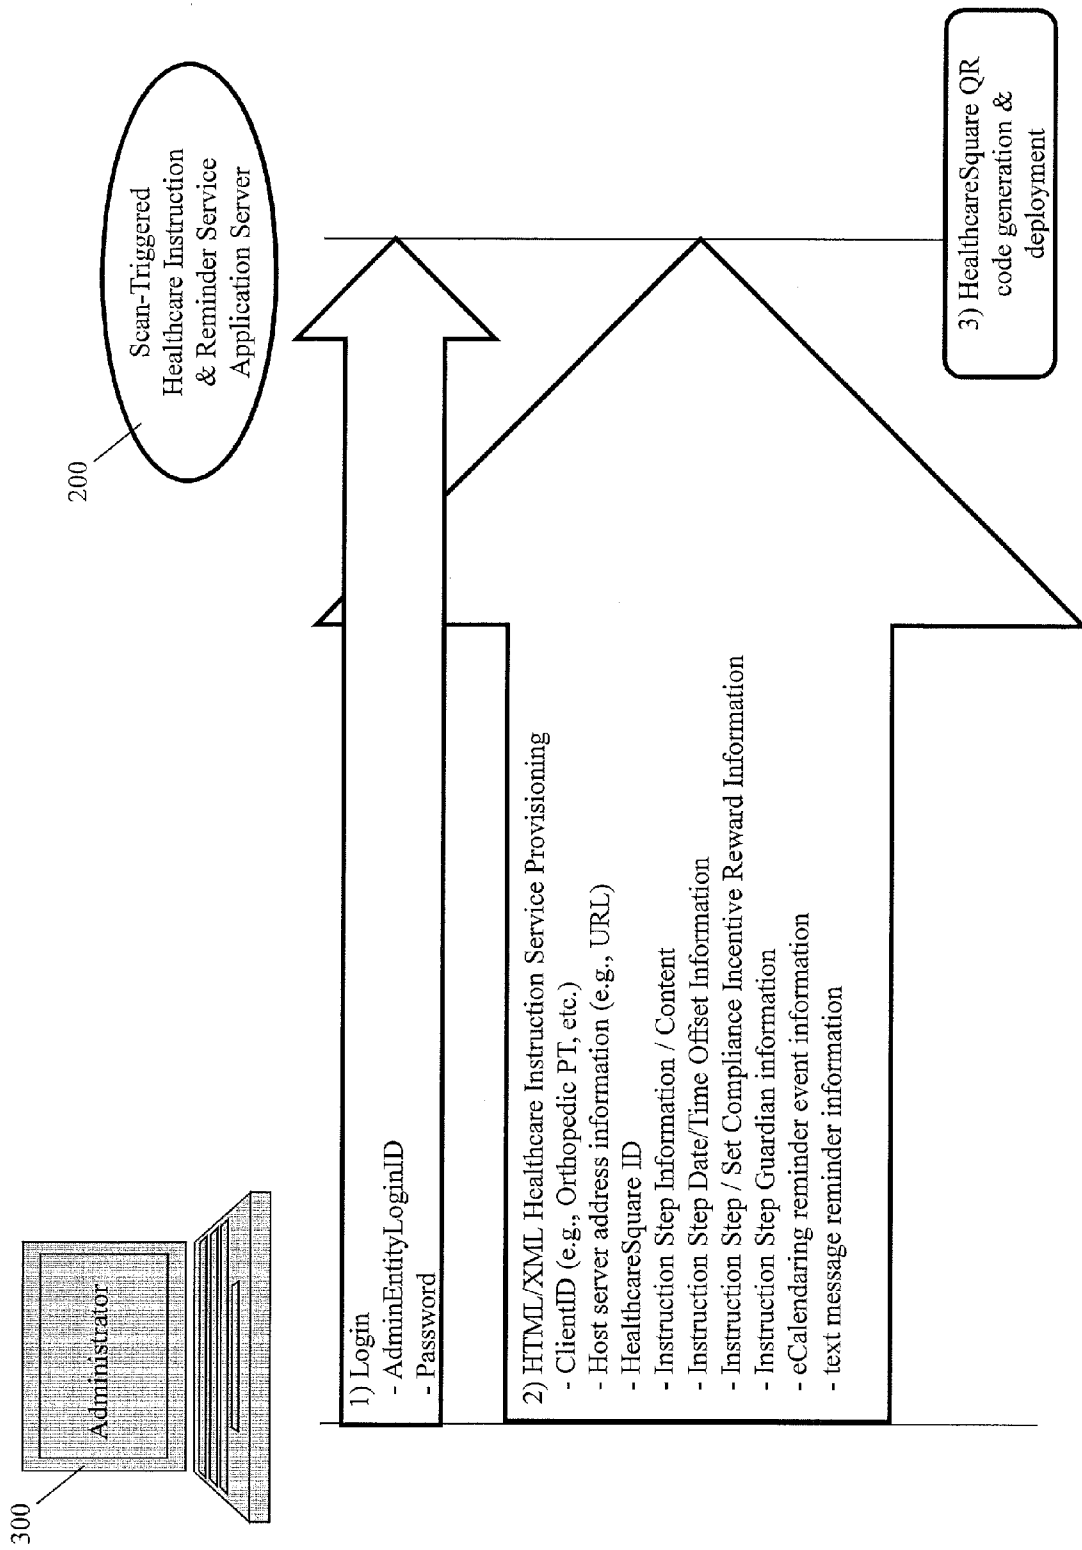 300
Administrator
200
Scan-Triggered
Healthcare Instruction
& Reminder Service
Application Server
1) Login
- AdminEntityLoginID
- Password
2) HTML/XML Healthcare Instruction Service Provisioning
- ClientID (e.g., Orthopedic PT, etc.)
- Host server address information (e.g., URL)
- HealthcareSquare ID
- Instruction Step Information / Content
- Instruction Step Date/Time Offset Information
- Instruction Step / Set Compliance Incentive Reward Information
- Instruction Step Guardian information
- eCalendaring reminder event information
- text message reminder information
3) HealthcareSquare QR
code generation &
deployment